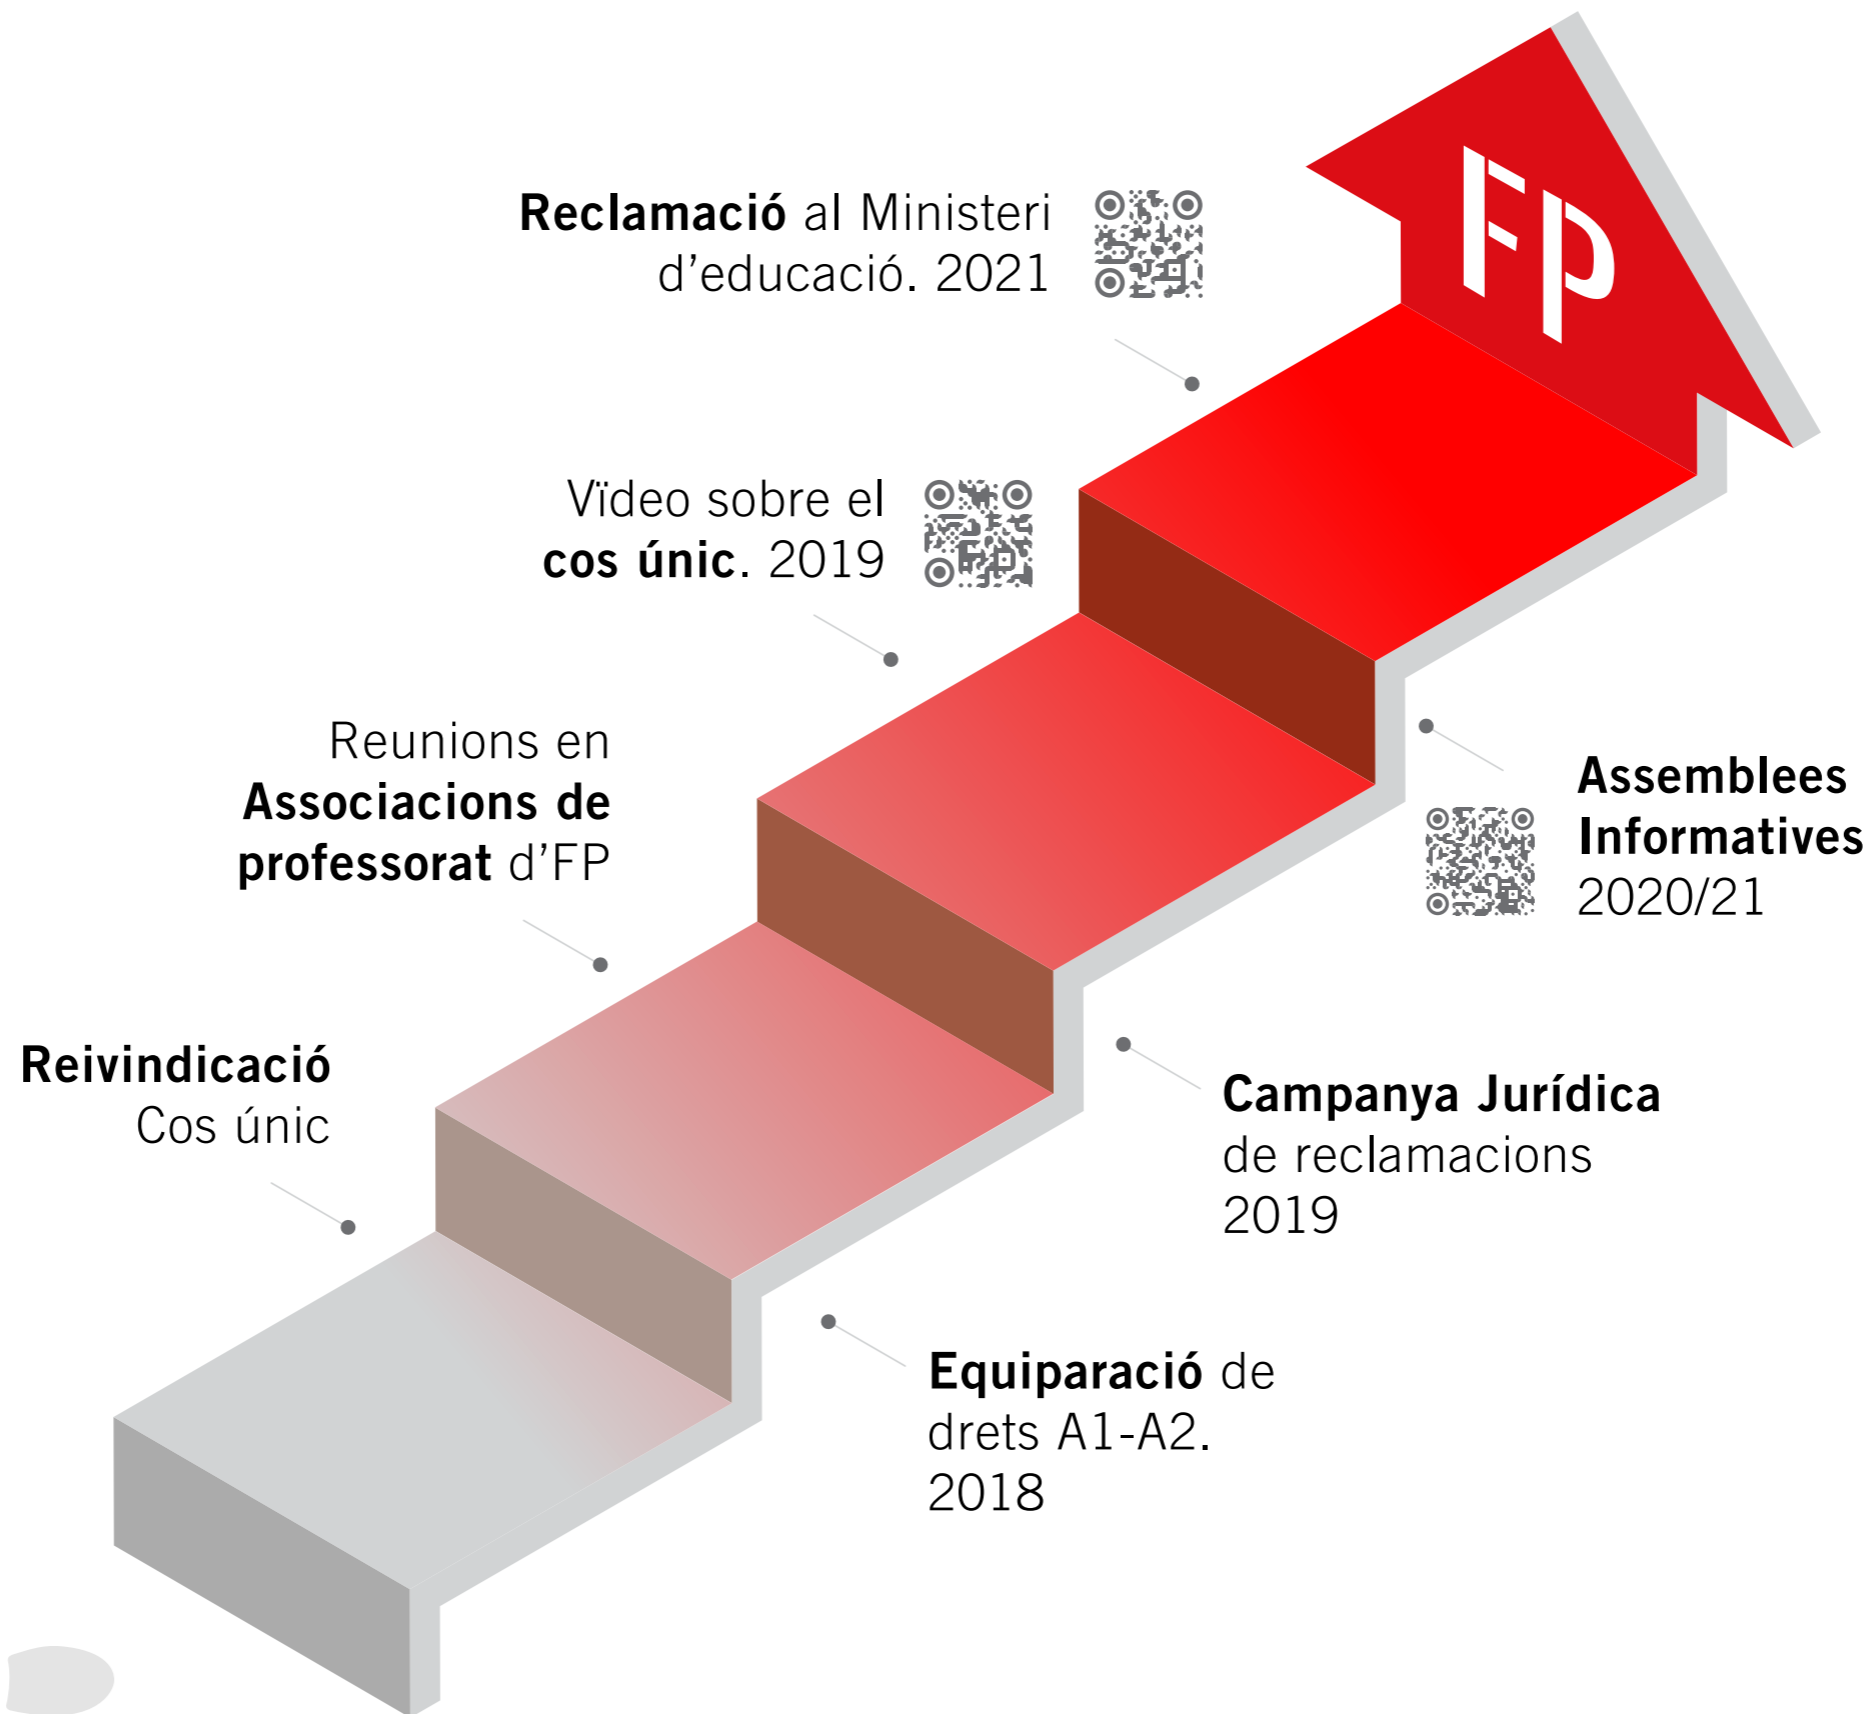 FP
Reclamació al Ministeri
d’educació. 2021
Vïdeo sobre el
cos únic. 2019
Reunions en
Associacions de
professorat d’FP
Assemblees
Informatives
2020/21
Reivindicació
Cos únic
Campanya Jurídica
de reclamacions
2019
Equiparació de
drets A1-A2.
2018